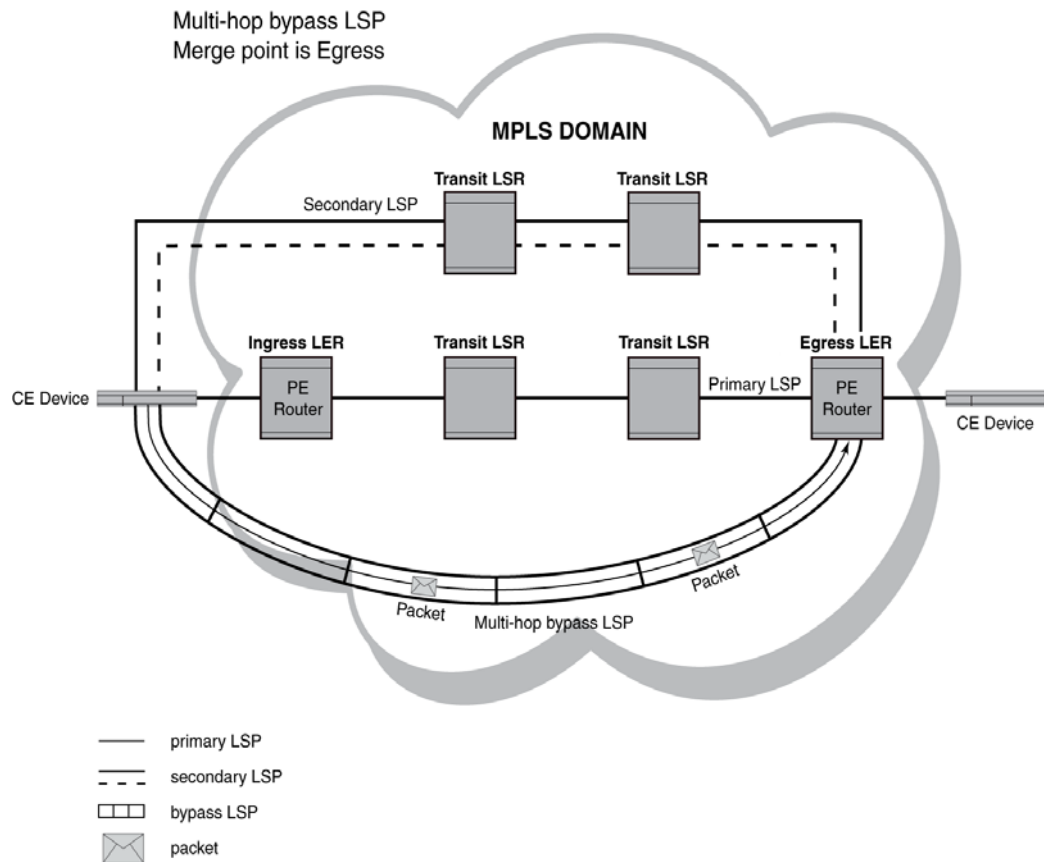 Multi-hop bypass LSP
Merge point is Egress
MPLS DOMAIN
Transit LSR
Transit LSR
Secondary LSP
Ingress LER
Transit LSR
Transit LSR
Egress LER
CE Device
PE
Router
Primary LSP
PE
Router
CE Device
Packet
Packet
Multi-hop bypass LSP
primary LSP
secondary LSP
bypass LSP
packet